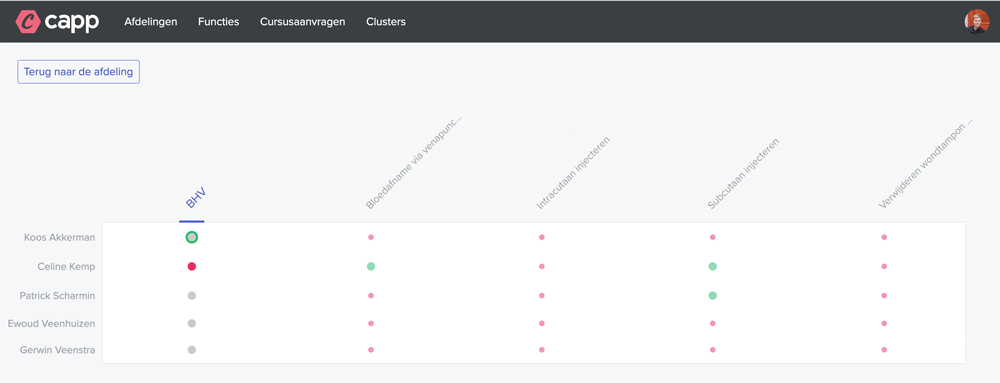 capp
Afdelingen Functies Cursusaanvragen Clusters
Terug naar de afdeling
BHV
Bloedafname via venapunc...
Intracutaan injecteren
Subcutaan injecteren
Verwijderen wondtampon ...
Koos Akkerman
Celine Kemp
Patrick Scharmin
Ewoud Veenhuizen
Gerwin Veenstra